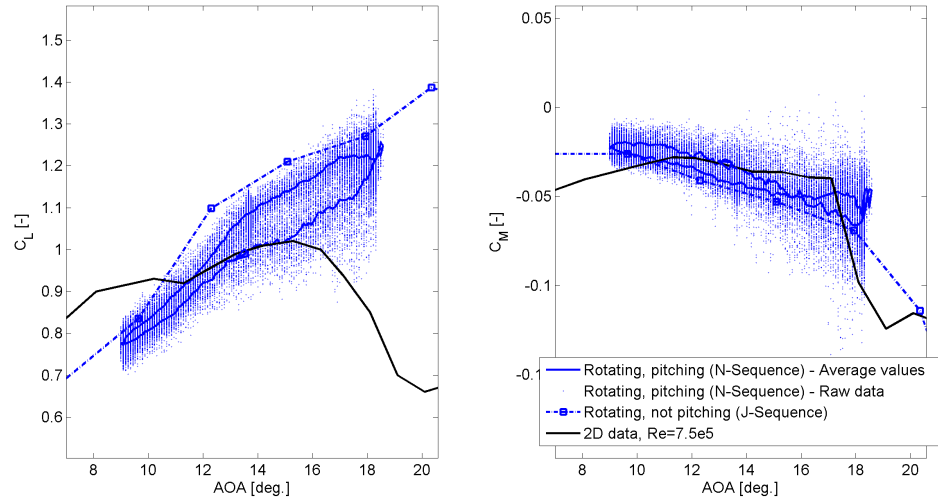 1.5
1.4
1.3
1.2
1.1
1
0.9
0.8
0.7
0.6
C_L [-]
8 10 12 14 16 18 20
AOA [deg.]
0.05
0
-0.05
-0.1
-0.1
C_M [-]
8 10 12 14 16 18 20
AOA [deg.]
Rotating, pitching (N-Sequence) - Average values
Rotating, pitching (N-Sequence) - Raw data
Rotating, not pitching (J-Sequence)
2D data, Re=7.5e5